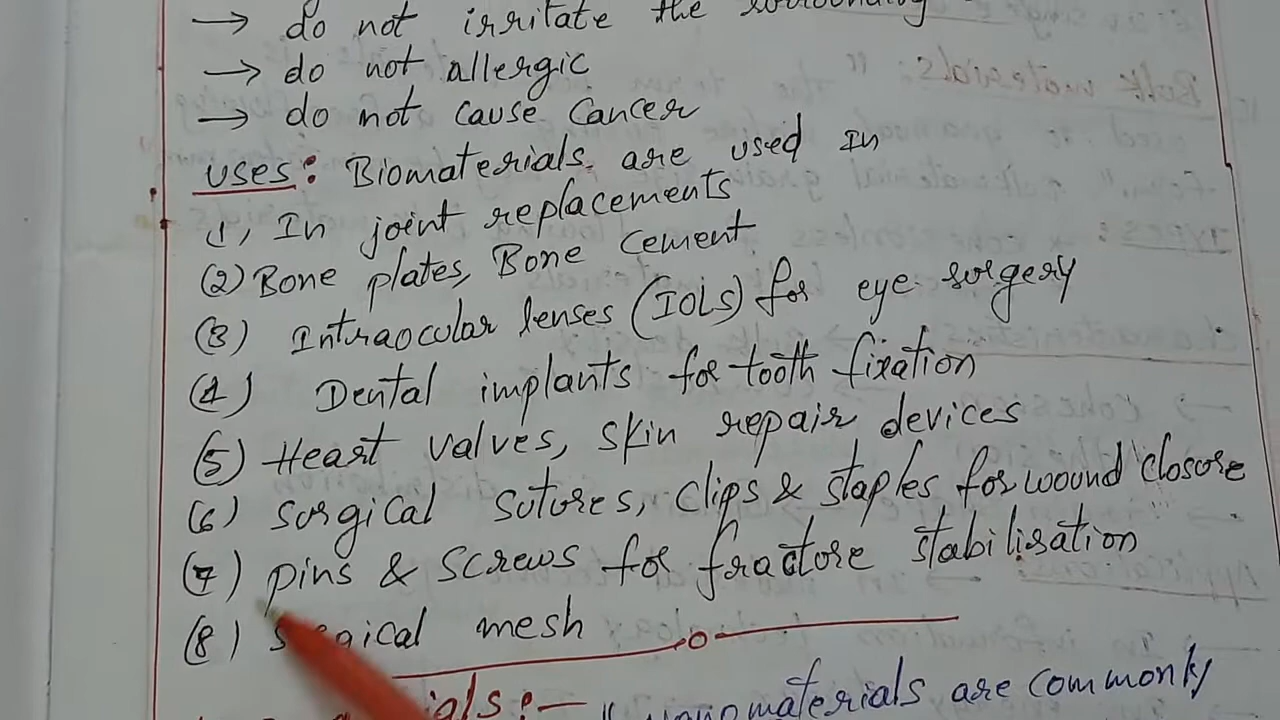 → do not irritate the
→ do not allergic
→ do not cause cancer
Uses: Biomaterials are used In
(1) In joint replacements
(2) Bone plates, Bone cement
(3) Intraocular lenses (IOLS) for eye surgery
(4) Dental implants for tooth fixation
(5) Heart valves, skin repair devices
(6) Surgical sutures, clips & staples for wound closure
(7) pins & screws for fracture stabilisation
(8) surgical mesh
materials are commonly